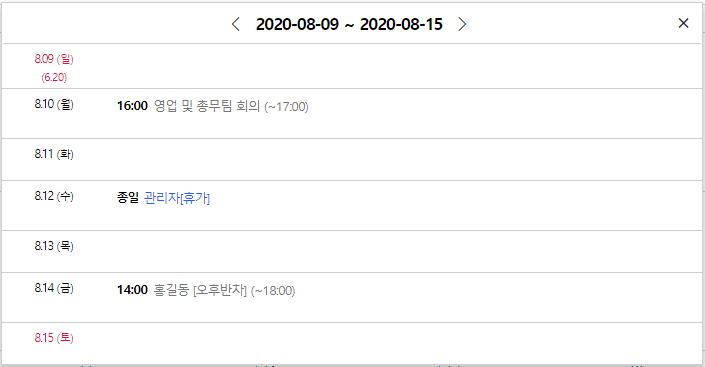 2020-08-09 ~ 2020-08-15
8.09 (일)
(6.20)
8.10 (월) 16:00 영업 및 총무팀 회의 (~17:00)
8.11 (화)
8.12 (수) 종일 관리자[휴가]
8.13 (목)
8.14 (금) 14:00 홍길동 [오후반차] (~18:00)
8.15 (토)